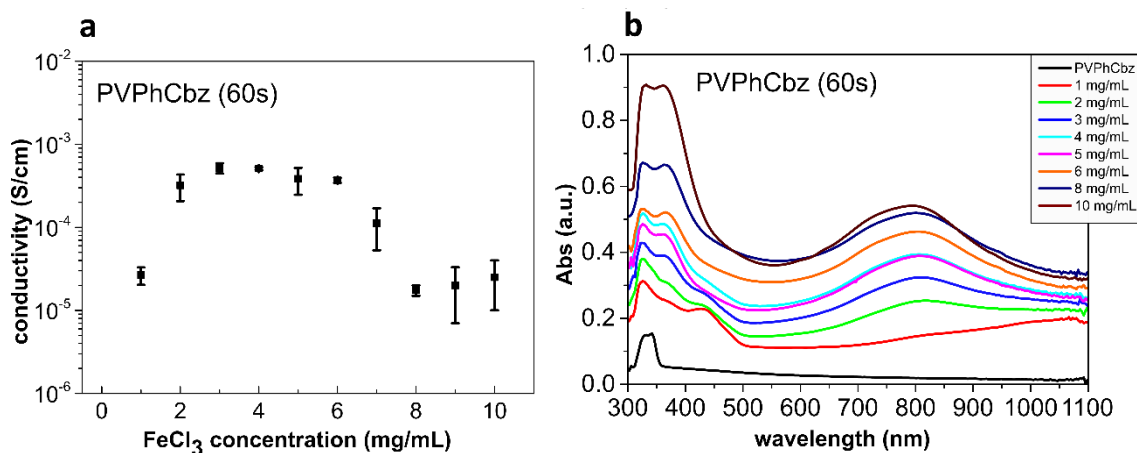 a
PVPhCbz (60s)
conductivity (S/cm)
10⁻²
10⁻³
10⁻⁴
10⁻⁵
10⁻⁶
0 2 4 6 8 10
FeCl₃ concentration (mg/mL)
b
PVPhCbz (60s)
Abs (a.u.)
1.0
0.8
0.6
0.4
0.2
0.0
300 400 500 600 700 800 900 1000 1100
wavelength (nm)
PVPhCbz
1 mg/mL
2 mg/mL
3 mg/mL
4 mg/mL
5 mg/mL
6 mg/mL
8 mg/mL
10 mg/mL